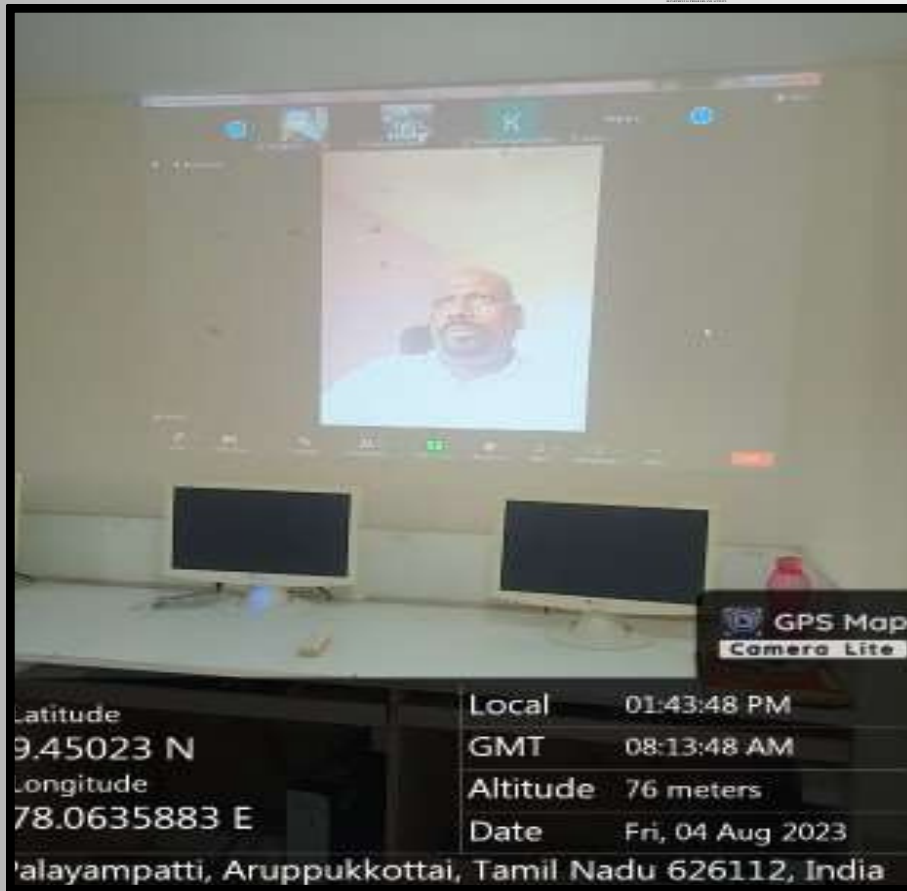 GPS Map
Camera Lite
Latitude
9.45023 N
Longitude
78.0635883 E
Local 01:43:48 PM
GMT 08:13:48 AM
Altitude 76 meters
Date Fri, 04 Aug 2023
Palayampatti, Aruppukkottai, Tamil Nadu 626112, India